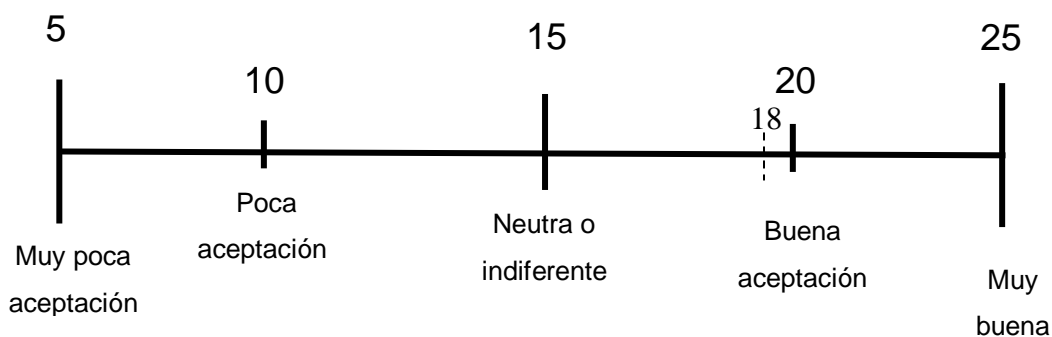 5
10
15
18
20
25
Muy poca
aceptación
Poca
aceptación
Neutra o
indiferente
Buena
aceptación
Muy
buena